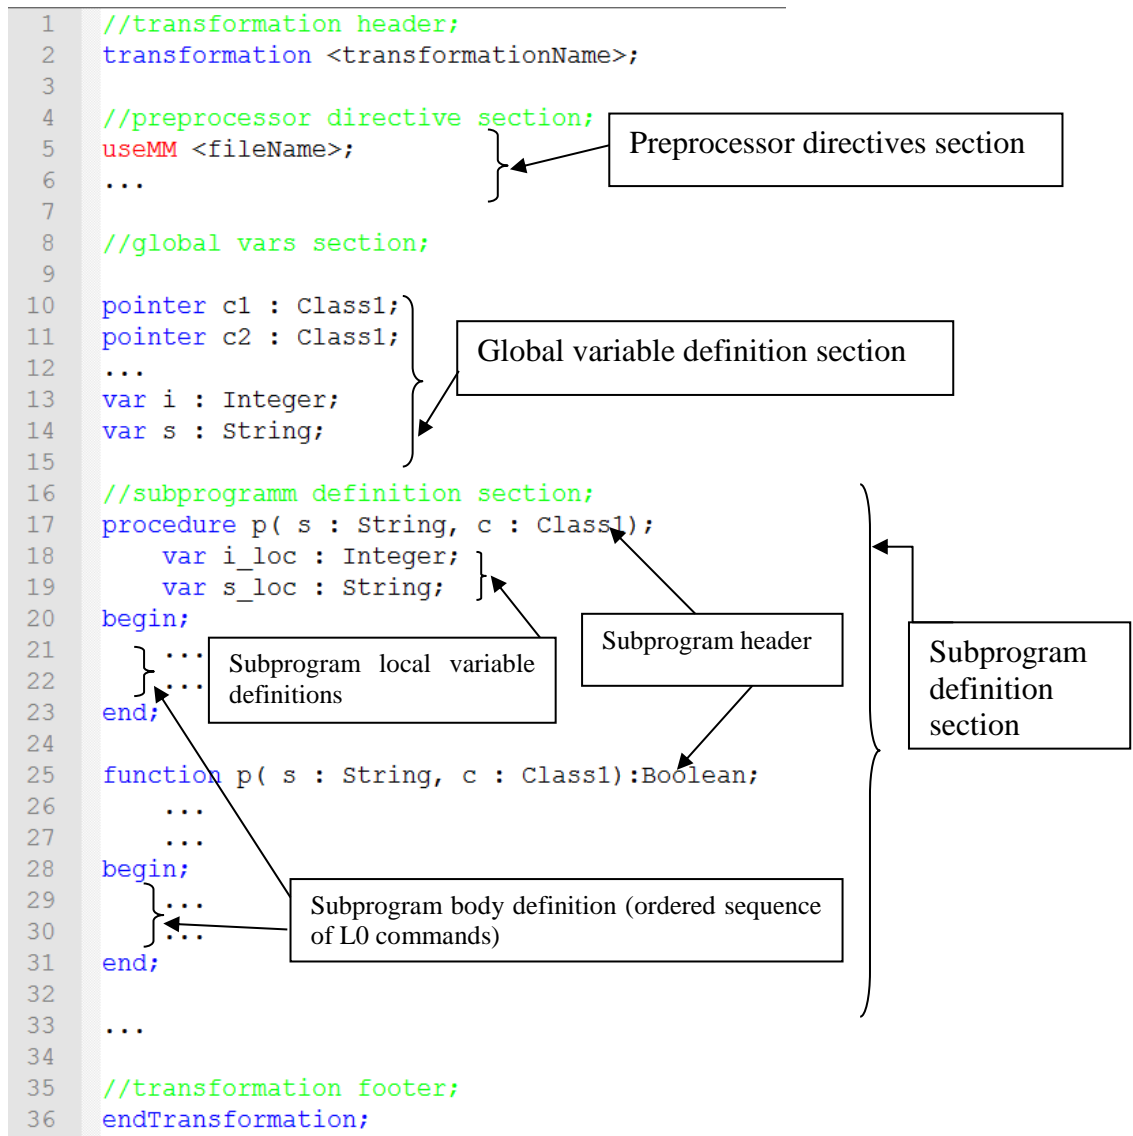 1 //transformation header;
2 transformation <transformationName>;
3
4 //preprocessor directive section;
5 useMM <fileName>;
6 ...
7
8 //global vars section;
9
10 pointer c1 : Class1;
11 pointer c2 : Class1;
12 ...
13 var i : Integer;
14 var s : String;
15
16 //subprogramm definition section;
17 procedure p( s : String, c : Class1);
18 var i_loc : Integer;
19 var s_loc : String;
20 begin;
21 ...
22 ...
23 end;
24
25 function p( s : String, c : Class1):Boolean;
26 ...
27 ...
28 begin;
29 ...
30 ...
31 end;
32
33 ...
34
35 //transformation footer;
36 endTransformation;
Preprocessor directives section
Global variable definition section
Subprogram header
Subprogram local variable
definitions
Subprogram
definition
section
Subprogram body definition (ordered sequence
of L0 commands)